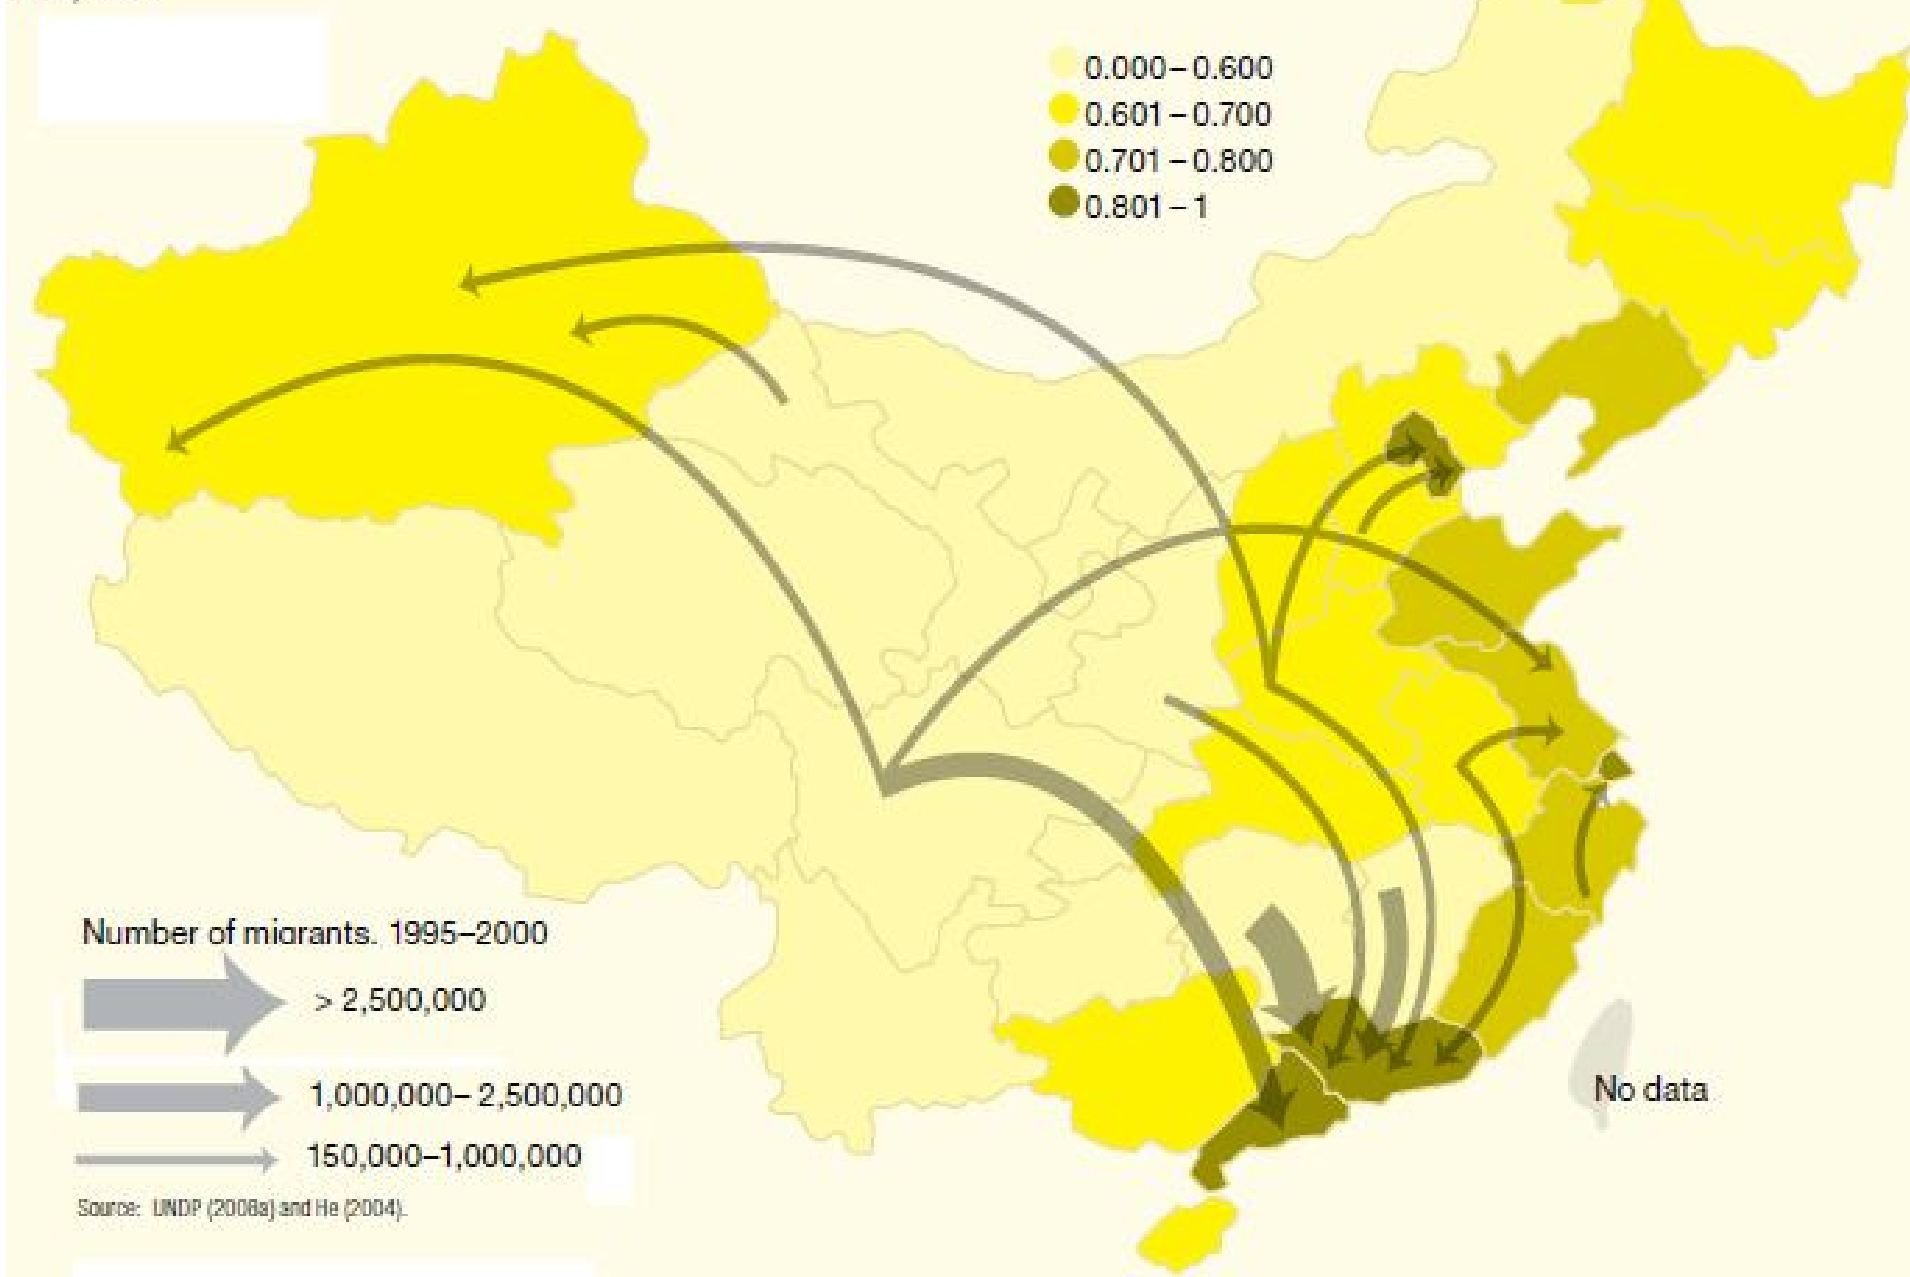 0.000–0.600
0.601–0.700
0.701–0.800
0.801–1
Number of migrants. 1995–2000
> 2,500,000
1,000,000–2,500,000
150,000–1,000,000
Source: UNDP (2008a) and He (2004).
No data